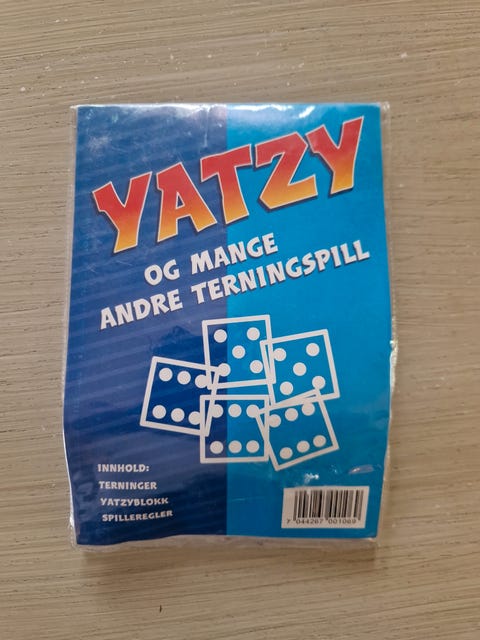 YATZY
OG MANGE
ANDRE TERNINGSPILL
INNHOLD:
TERNINGER
YATZYBLOKK
SPILLEREGLER
7 044267 001069